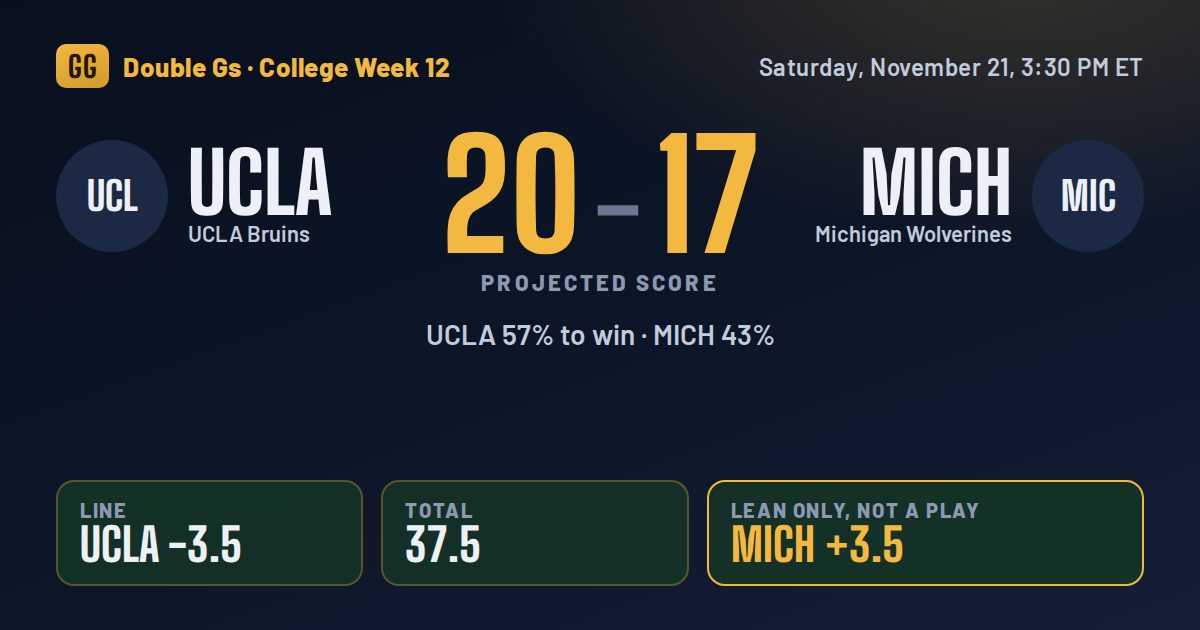 GG Double Gs · College Week 12
Saturday, November 21, 3:30 PM ET
UCL
UCLA
UCLA Bruins
20 – 17
PROJECTED SCORE
UCLA 57% to win · MICH 43%
MICH
Michigan Wolverines
MIC
LINE
UCLA −3.5
TOTAL
37.5
LEAN ONLY, NOT A PLAY
MICH +3.5